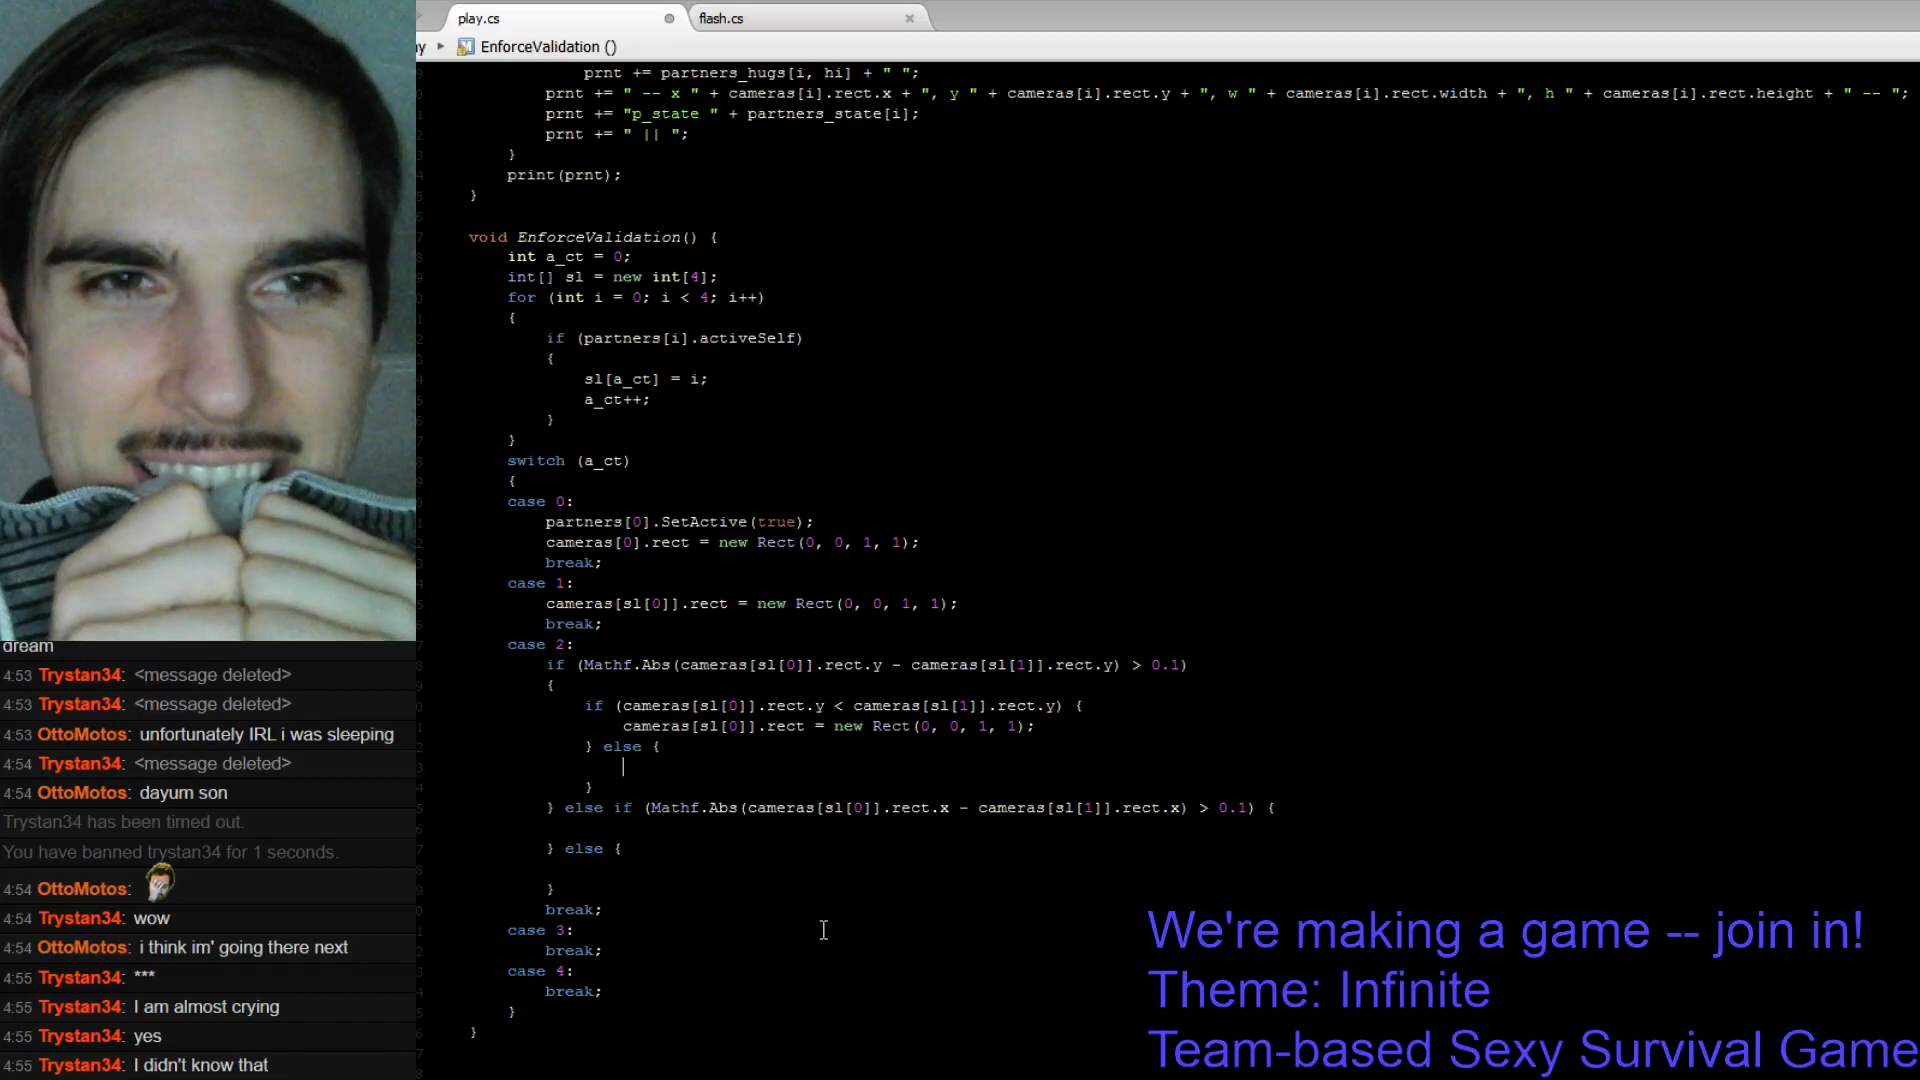 play.cs
flash.cs
EnforceValidation ()
prnt += partners_hugs[i, hi] + " ";
prnt += " -- x " + cameras[i].rect.x + ", y " + cameras[i].rect.y + ", w " + cameras[i].rect.width + ", h " + cameras[i].rect.height + " -- ";
prnt += "p_state " + partners_state[i];
prnt += " || ";
}
print(prnt);
}
void EnforceValidation() {
int a_ct = 0;
int[] sl = new int[4];
for (int i = 0; i < 4; i++)
{
if (partners[i].activeSelf)
{
sl[a_ct] = i;
a_ct++;
}
}
switch (a_ct)
{
case 0:
partners[0].SetActive(true);
cameras[0].rect = new Rect(0, 0, 1, 1);
break;
case 1:
cameras[sl[0]].rect = new Rect(0, 0, 1, 1);
break;
case 2:
if (Mathf.Abs(cameras[sl[0]].rect.y - cameras[sl[1]].rect.y) > 0.1)
{
if (cameras[sl[0]].rect.y < cameras[sl[1]].rect.y) {
cameras[sl[0]].rect = new Rect(0, 0, 1, 1);
} else {
}
} else if (Mathf.Abs(cameras[sl[0]].rect.x - cameras[sl[1]].rect.x) > 0.1) {
} else {
}
break;
case 3:
break;
case 4:
break;
}
}
dream
4:53 Trystan34: <message deleted>
4:53 Trystan34: <message deleted>
4:53 OttoMotos: unfortunately IRL i was sleeping
4:54 Trystan34: <message deleted>
4:54 OttoMotos: dayum son
Trystan34 has been timed out.
You have banned trystan34 for 1 seconds.
4:54 OttoMotos:
4:54 Trystan34: wow
4:54 OttoMotos: i think im' going there next
4:55 Trystan34: ***
4:55 Trystan34: I am almost crying
4:55 Trystan34: yes
4:55 Trystan34: I didn't know that
We're making a game -- join in!
Theme: Infinite
Team-based Sexy Survival Game